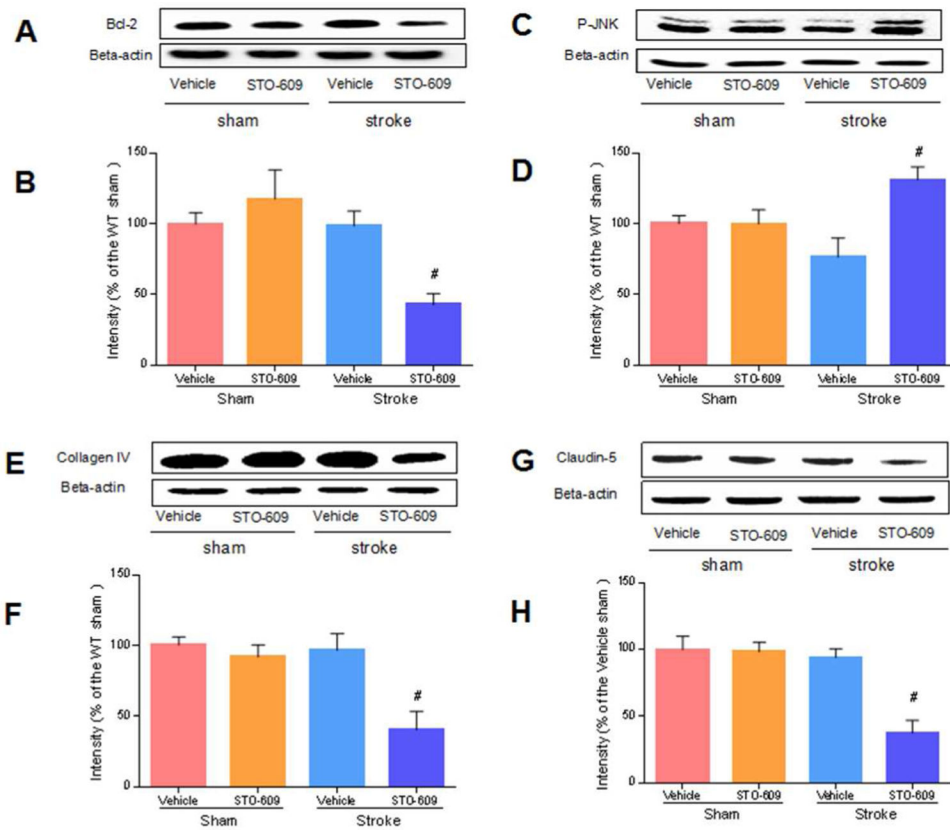 A
Bcl-2
Beta-actin
Vehicle STO-609 Vehicle STO-609
sham stroke
B
Intensity (% of the WT sham )
150
100
50
0
#
Vehicle STO-609 Vehicle STO-609
Sham Stroke
C
P-JNK
Beta-actin
Vehicle STO-609 Vehicle STO-609
sham stroke
D
Intensity (% of the WT sham )
150
100
50
0
#
Vehicle STO-609 Vehicle STO-609
Sham Stroke
E
Collagen IV
Beta-actin
Vehicle STO-609 Vehicle STO-609
sham stroke
F
Intensity (% of the WT sham )
150
100
50
0
#
Vehicle STO-609 Vehicle STO-609
Sham Stroke
G
Claudin-5
Beta-actin
Vehicle STO-609 Vehicle STO-609
sham stroke
H
Intensity (% of the Vehicle sham )
150
100
50
0
#
Vehicle STO-609 Vehicle STO-609
Sham Stroke